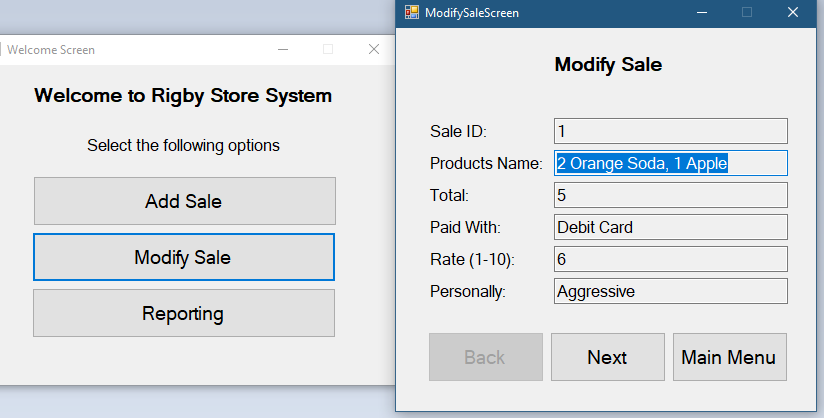 Welcome Screen
Welcome to Rigby Store System
Select the following options
Add Sale
Modify Sale
Reporting
ModifySaleScreen
Modify Sale
Sale ID: 1
Products Name: 2 Orange Soda, 1 Apple
Total: 5
Paid With: Debit Card
Rate (1-10): 6
Personally: Aggressive
Back Next Main Menu